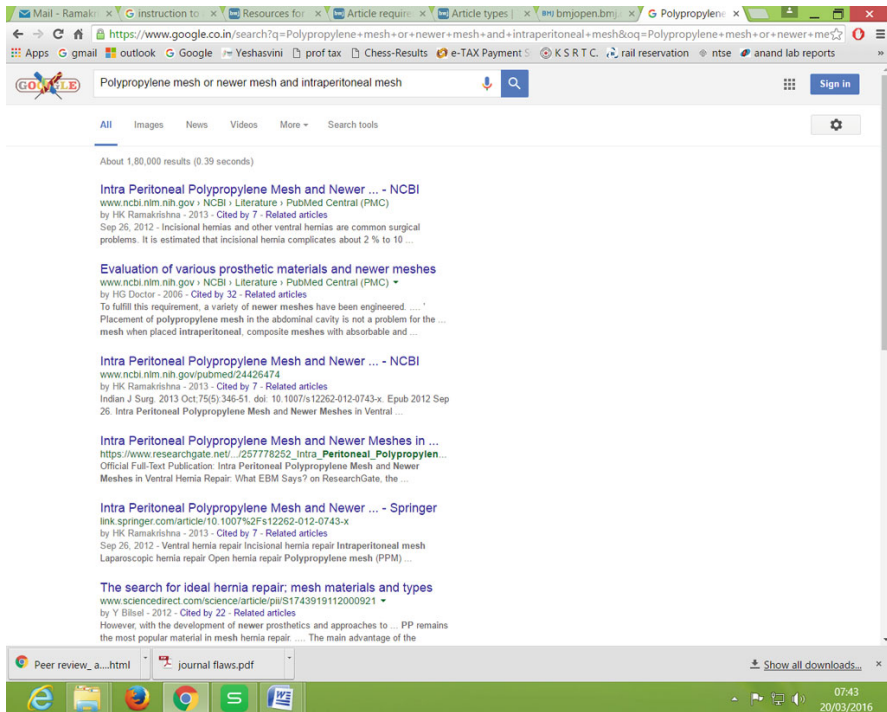 Mail - Ramakri
G instruction to
Resources for
Article require
Article types |
bmjopen.bmj.
Polypropylene
https://www.google.co.in/search?q=Polypropylene+mesh+or+newer+mesh+and+intraperitoneal+mesh&oq=Polypropylene+mesh+or+newer+me
Apps G gmail outlook G Google Yeshasvini prof tax Chess-Results e-TAX Payment S K S R T C. rail reservation ntse anand lab reports »
GOOGLE Polypropylene mesh or newer mesh and intraperitoneal mesh Sign in
All Images News Videos More Search tools
About 1,80,000 results (0.39 seconds)
Intra Peritoneal Polypropylene Mesh and Newer ... - NCBI
www.ncbi.nlm.nih.gov › NCBI › Literature › PubMed Central (PMC)
by HK Ramakrishna - 2013 - Cited by 7 - Related articles
Sep 26, 2012 - Incisional hernias and other ventral hernias are common surgical
problems. It is estimated that incisional hernia complicates about 2 % to 10 ...
Evaluation of various prosthetic materials and newer meshes
www.ncbi.nlm.nih.gov › NCBI › Literature › PubMed Central (PMC)
by HG Doctor - 2006 - Cited by 32 - Related articles
To fulfill this requirement, a variety of newer meshes have been engineered. .... '
Placement of polypropylene mesh in the abdominal cavity is not a problem for the ...
mesh when placed intraperitoneal, composite meshes with absorbable and ...
Intra Peritoneal Polypropylene Mesh and Newer ... - NCBI
www.ncbi.nlm.nih.gov/pubmed/24426474
by HK Ramakrishna - 2013 - Cited by 7 - Related articles
Indian J Surg. 2013 Oct;75(5):346-51. doi: 10.1007/s12262-012-0743-x. Epub 2012 Sep
26. Intra Peritoneal Polypropylene Mesh and Newer Meshes in Ventral ...
Intra Peritoneal Polypropylene Mesh and Newer Meshes in ...
https://www.researchgate.net/.../257778252_Intra_Peritoneal_Polypropylen...
Official Full-Text Publication: Intra Peritoneal Polypropylene Mesh and Newer
Meshes in Ventral Hernia Repair: What EBM Says? on ResearchGate, the ...
Intra Peritoneal Polypropylene Mesh and Newer ... - Springer
link.springer.com/article/10.1007%2Fs12262-012-0743-x
by HK Ramakrishna - 2013 - Cited by 7 - Related articles
Sep 26, 2012 - Ventral hernia repair Incisional hernia repair Intraperitoneal mesh
Laparoscopic hernia repair Open hernia repair Polypropylene mesh (PPM) ...
The search for ideal hernia repair; mesh materials and types
www.sciencedirect.com/science/article/pii/S1743919112000921
by Y Bilsel - 2012 - Cited by 22 - Related articles
However, with the development of newer prosthetics and approaches to ... PP remains
the most popular material in mesh hernia repair. .... The main advantage of the
Peer review_ a....html journal flaws.pdf Show all downloads...
07:43
20/03/2016